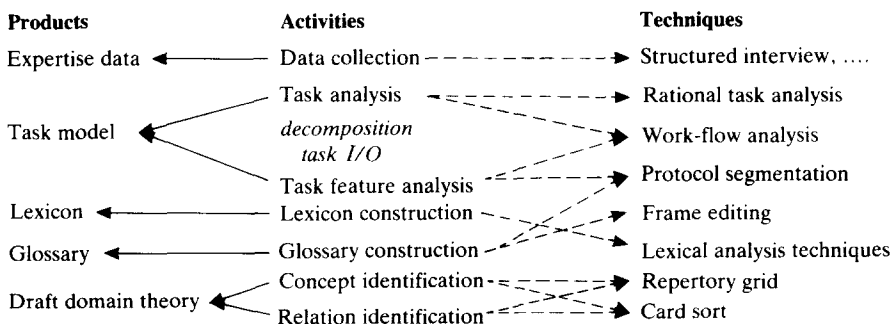 Products Activities Techniques
Expertise data Data collection Structured interview, ....
Task analysis Rational task analysis
Task model decomposition Work-flow analysis
task I/O
Task feature analysis Protocol segmentation
Lexicon Lexicon construction Frame editing
Glossary Glossary construction Lexical analysis techniques
Concept identification Repertory grid
Draft domain theory
Relation identification Card sort